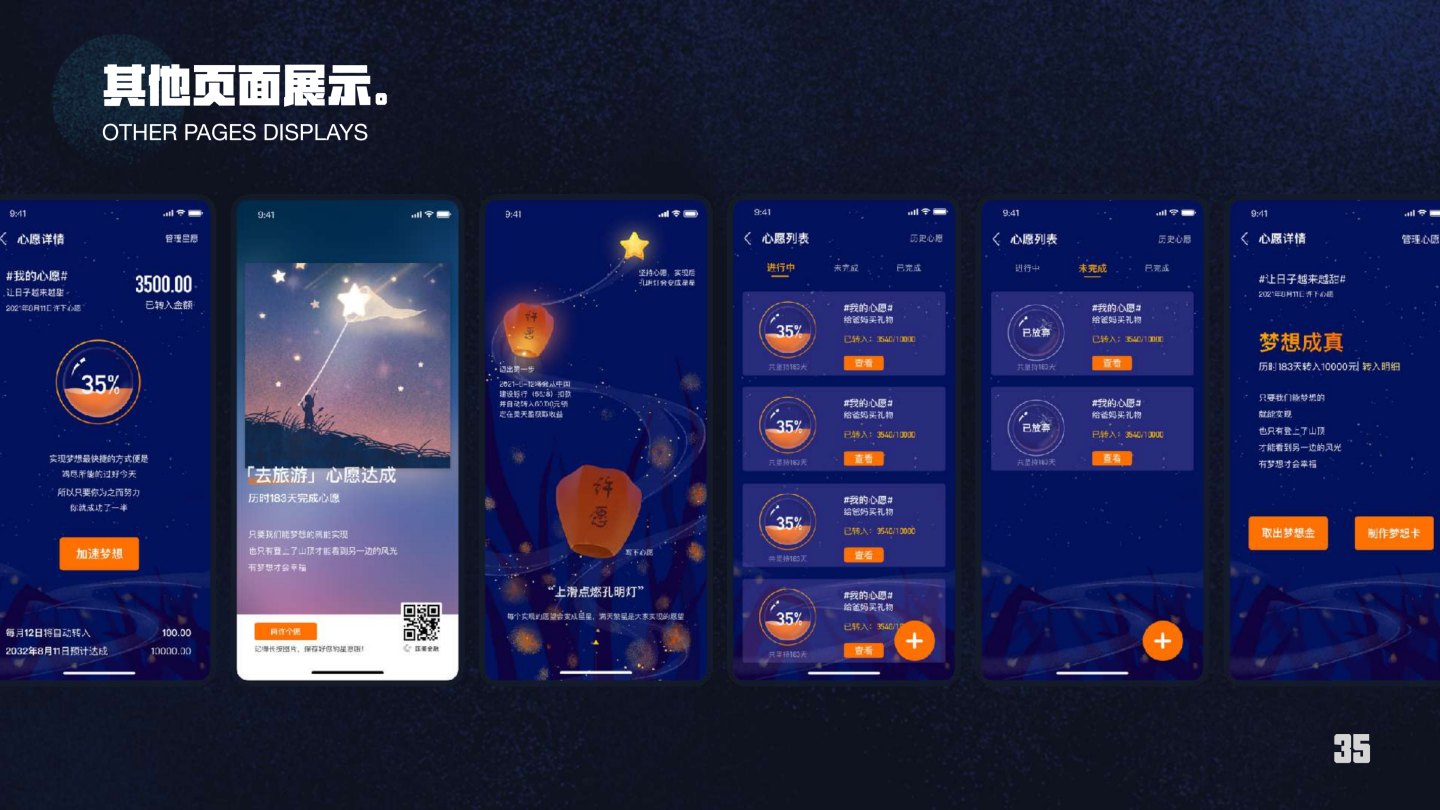 其他页面展示。
OTHER PAGES DISPLAYS
9:41
心愿详情
管理星愿
#我的心愿#
让日子越来越甜
2021年8月11日许下心愿
3500.00
已转入金额
35%
实现梦想最快捷的方式便是
竭尽所能的过好今天
所以只要你为之而努力
你就成功了一半
加速梦想
每月12日将自动转入
100.00
2032年8月11日预计达成
10000.00
9:41
「去旅游」心愿达成
历时183天完成心愿
只要我们能梦想的就能实现
也只有登上了山顶才能看到另一边的风光
有梦想才会幸福
再许个愿
9:41
坚持心愿，实现后
孔明灯会变成星星
许愿
迈出第一步
许愿
写下心愿
“上滑点燃孔明灯”
每个实现的愿望会变成星星，满天繁星是大家实现的愿望
9:41
心愿列表
历史心愿
进行中
未完成
已完成
35%
#我的心愿#
给爸妈买礼物
已转入：3540/10000
共坚持183天
查看
35%
#我的心愿#
给爸妈买礼物
已转入：3540/10000
共坚持183天
查看
35%
#我的心愿#
给爸妈买礼物
已转入：3540/10000
共坚持183天
查看
35%
#我的心愿#
给爸妈买礼物
已转入：3540/10
共坚持183天
查看
9:41
心愿列表
历史心愿
进行中
未完成
已完成
已放弃
#我的心愿#
给爸妈买礼物
已转入：3540/10000
共坚持183天
查看
已放弃
#我的心愿#
给爸妈买礼物
已转入：3540/10000
共坚持183天
查看
9:41
心愿详情
管理心愿
#让日子越来越甜#
2021年8月11日许下心愿
梦想成真
历时183天转入10000元| 转入明细
只要我们能梦想的
就能实现
也只有登上了山顶
才能看到另一边的风光
有梦想才会幸福
取出梦想金
制作梦想卡
35